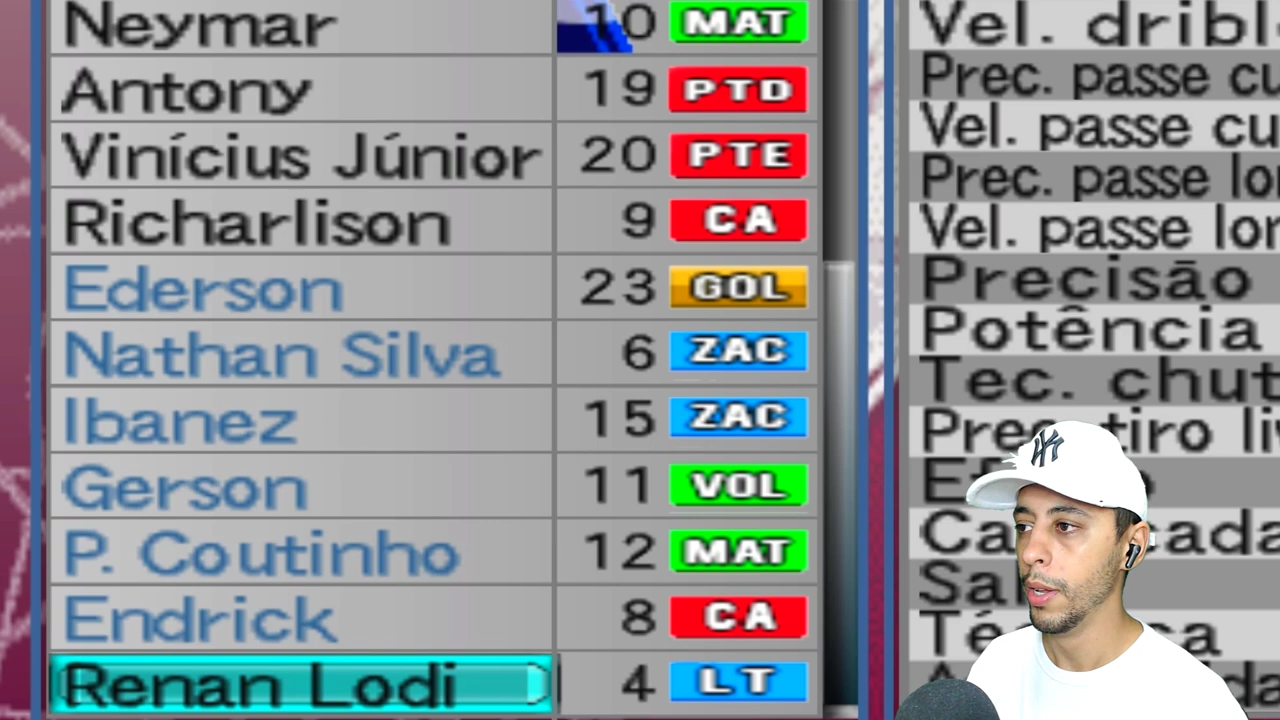 Neymar 10 MAT
Antony 19 PTD
Vinícius Júnior 20 PTE
Richarlison 9 CA
Ederson 23 GOL
Nathan Silva 6 ZAC
Ibanez 15 ZAC
Gerson 11 VOL
P. Coutinho 12 MAT
Endrick 8 CA
Renan Lodi 4 LT
Vel. dribl
Prec. passe cu
Vel. passe cu
Prec. passe lo
Vel. passe lo
Precisão
Potência
Tec. chut
Prec. tiro li
NY